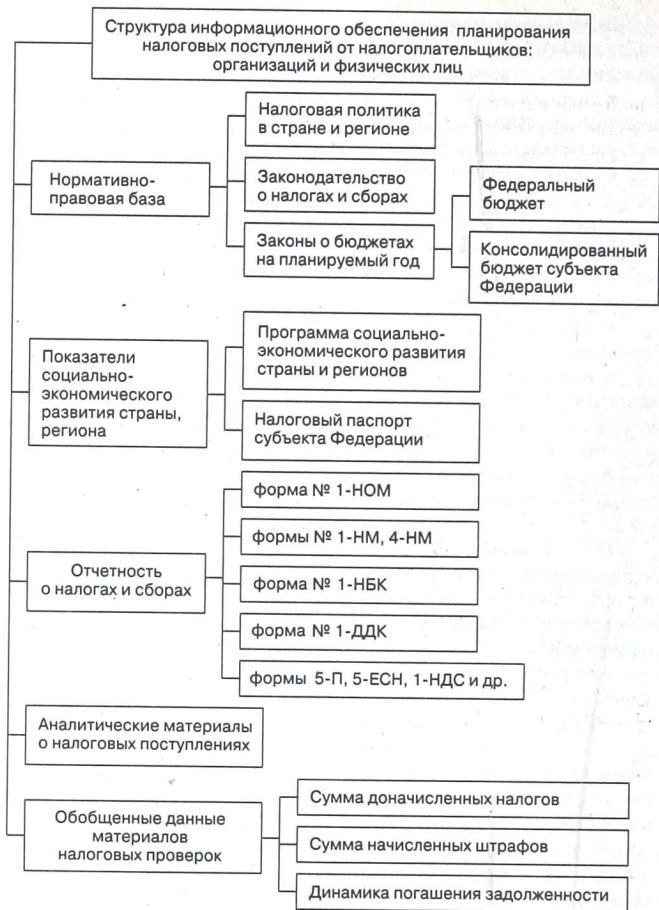 Структура информационного обеспечения планирования
налоговых поступлений от налогоплательщиков:
организаций и физических лиц
Нормативно-
правовая база
Налоговая политика
в стране и регионе
Законодательство
о налогах и сборах
Законы о бюджетах
на планируемый год
Федеральный
бюджет
Консолидированный
бюджет субъекта
Федерации
Показатели
социально-
экономического
развития страны,
региона
Программа социально-
экономического развития
страны и регионов
Налоговый паспорт
субъекта Федерации
Отчетность
о налогах и сборах
форма № 1-НОМ
формы № 1-НМ, 4-НМ
форма № 1-НБК
форма № 1-ДДК
формы 5-П, 5-ЕСН, 1-НДС и др.
Аналитические материалы
о налоговых поступлениях
Обобщенные данные
материалов
налоговых проверок
Сумма доначисленных налогов
Сумма начисленных штрафов
Динамика погашения задолженности